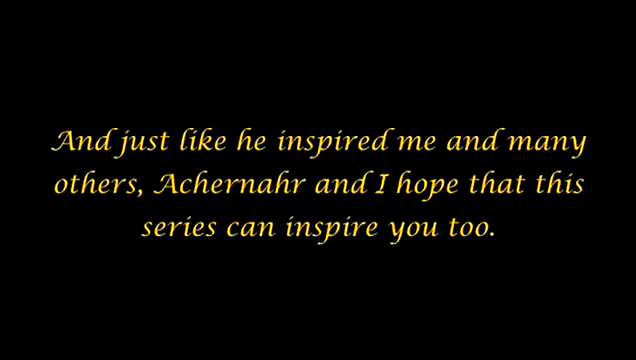 And just like he inspired me and many
others, Achernahr and I hope that this
series can inspire you too.